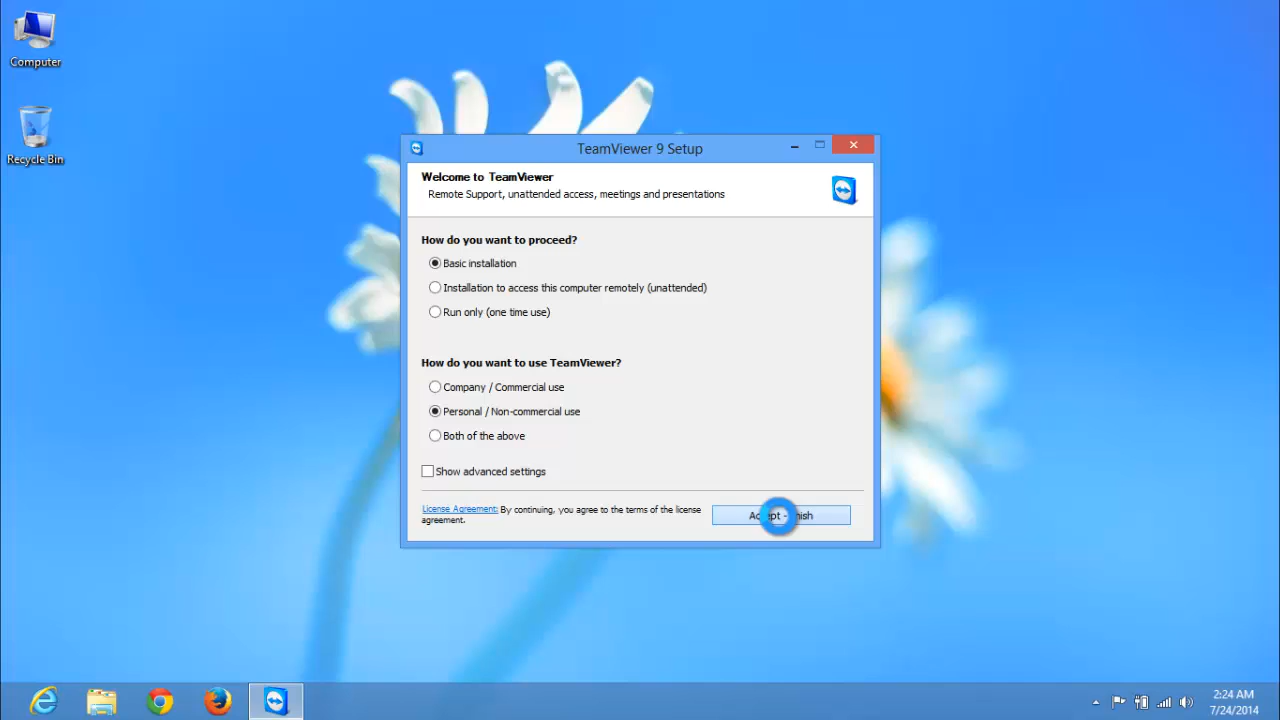 Computer
Recycle Bin
TeamViewer 9 Setup
Welcome to TeamViewer
Remote Support, unattended access, meetings and presentations
How do you want to proceed?
Basic installation
Installation to access this computer remotely (unattended)
Run only (one time use)
How do you want to use TeamViewer?
Company / Commercial use
Personal / Non-commercial use
Both of the above
Show advanced settings
License Agreement: By continuing, you agree to the terms of the license
agreement.
2:24 AM
7/24/2014